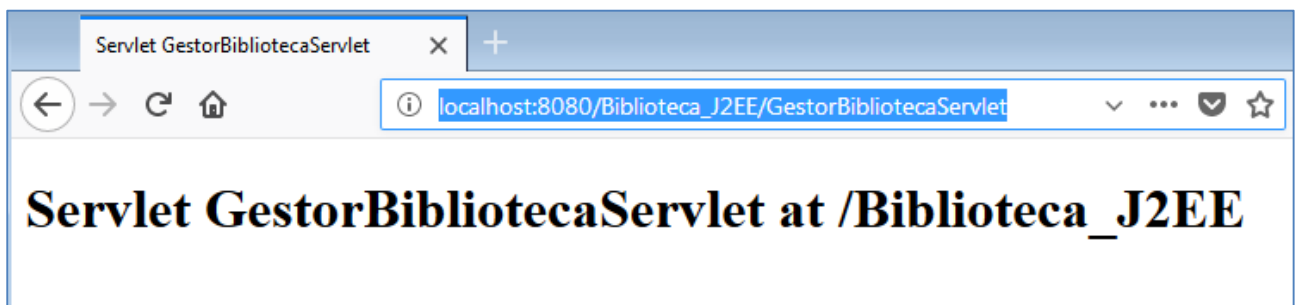 Servlet GestorBibliotecaServlet
localhost:8080/Biblioteca_J2EE/GestorBibliotecaServlet
Servlet GestorBibliotecaServlet at /Biblioteca_J2EE